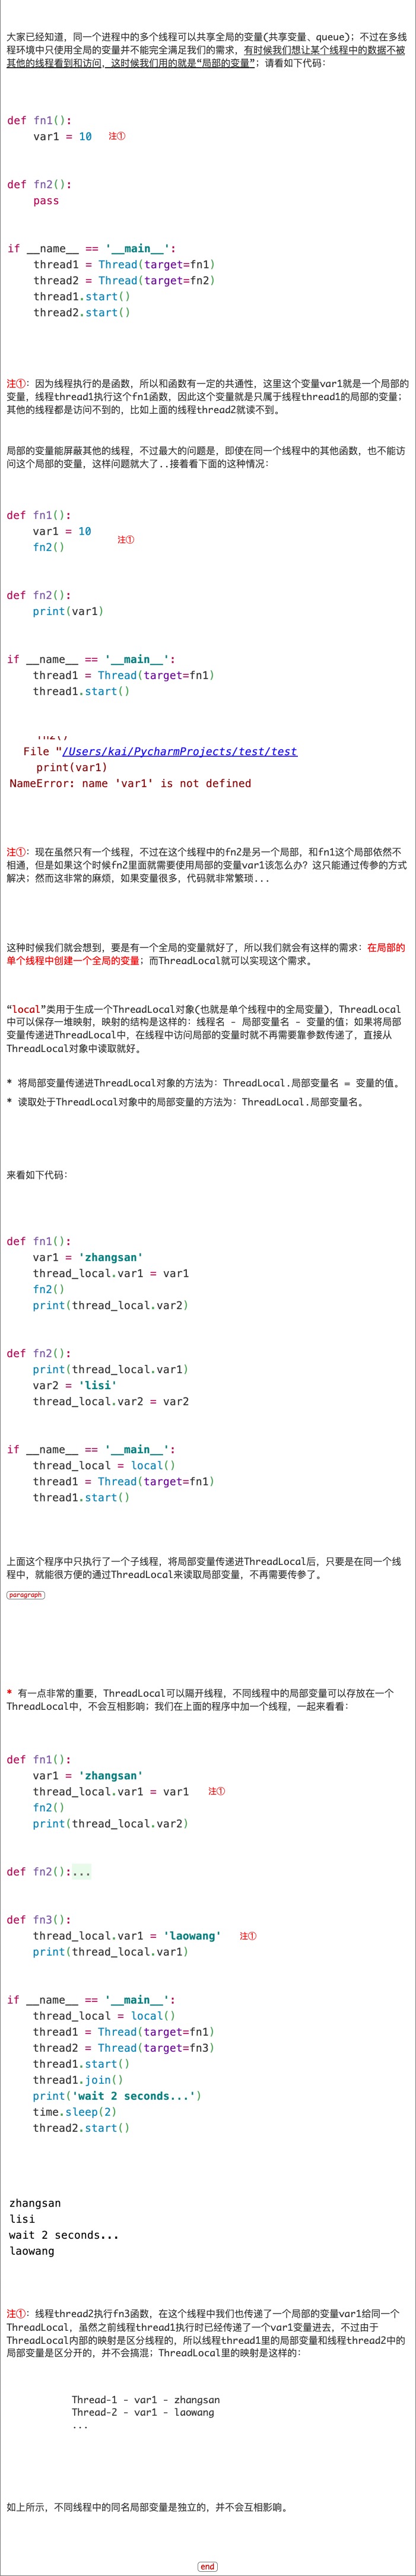 大家已经知道，同一个进程中的多个线程可以共享全局的变量(共享变量、queue)；不过在多线
程环境中只使用全局的变量并不能完全满足我们的需求，有时候我们想让某个线程中的数据不被
其他的线程看到和访问，这时候我们用的就是“局部的变量”；请看如下代码：
def fn1():
    var1 = 10 注①
def fn2():
    pass
if __name__ == '__main__':
    thread1 = Thread(target=fn1)
    thread2 = Thread(target=fn2)
    thread1.start()
    thread2.start()
注①：因为线程执行的是函数，所以和函数有一定的共通性，这里这个变量var1就是一个局部的
变量，线程thread1执行这个fn1函数，因此这个变量就是只属于线程thread1的局部的变量；
其他的线程都是访问不到的，比如上面的线程thread2就读不到。
局部的变量能屏蔽其他的线程，不过最大的问题是，即使在同一个线程中的其他函数，也不能访
问这个局部的变量，这样问题就大了..接着看下面的这种情况：
def fn1():
    var1 = 10
    fn2() 注①
def fn2():
    print(var1)
if __name__ == '__main__':
    thread1 = Thread(target=fn1)
    thread1.start()
    fn2()
  File "/Users/kai/PycharmProjects/test/test
    print(var1)
NameError: name 'var1' is not defined
注①：现在虽然只有一个线程，不过在这个线程中的fn2是另一个局部，和fn1这个局部依然不
相通，但是如果这个时候fn2里面就需要使用局部的变量var1该怎么办？这只能通过传参的方式
解决；然而这非常的麻烦，如果变量很多，代码就非常繁琐...
这种时候我们就会想到，要是有一个全局的变量就好了，所以我们就会有这样的需求：在局部的
单个线程中创建一个全局的变量；而ThreadLocal就可以实现这个需求。
“local”类用于生成一个ThreadLocal对象(也就是单个线程中的全局变量)，ThreadLocal
中可以保存一堆映射，映射的结构是这样的：线程名 - 局部变量名 - 变量的值；如果将局部
变量传递进ThreadLocal中，在线程中访问局部的变量时就不再需要靠参数传递了，直接从
ThreadLocal对象中读取就好。
* 将局部变量传递进ThreadLocal对象的方法为：ThreadLocal.局部变量名 = 变量的值。
* 读取处于ThreadLocal对象中的局部变量的方法为：ThreadLocal.局部变量名。
来看如下代码：
def fn1():
    var1 = 'zhangsan'
    thread_local.var1 = var1
    fn2()
    print(thread_local.var2)
def fn2():
    print(thread_local.var1)
    var2 = 'lisi'
    thread_local.var2 = var2
if __name__ == '__main__':
    thread_local = local()
    thread1 = Thread(target=fn1)
    thread1.start()
上面这个程序中只执行了一个子线程，将局部变量传递进ThreadLocal后，只要是在同一个线
程中，就能很方便的通过ThreadLocal来读取局部变量，不再需要传参了。
paragraph
* 有一点非常的重要，ThreadLocal可以隔开线程，不同线程中的局部变量可以存放在一个
ThreadLocal中，不会互相影响；我们在上面的程序中加一个线程，一起来看看：
def fn1():
    var1 = 'zhangsan'
    thread_local.var1 = var1 注①
    fn2()
    print(thread_local.var2)
def fn2():...
def fn3():
    thread_local.var1 = 'laowang' 注①
    print(thread_local.var1)
if __name__ == '__main__':
    thread_local = local()
    thread1 = Thread(target=fn1)
    thread2 = Thread(target=fn3)
    thread1.start()
    thread1.join()
    print('wait 2 seconds...')
    time.sleep(2)
    thread2.start()
zhangsan
lisi
wait 2 seconds...
laowang
注①：线程thread2执行fn3函数，在这个线程中我们也传递了一个局部的变量var1给同一个
ThreadLocal，虽然之前线程thread1执行时已经传递了一个var1变量进去，不过由于
ThreadLocal内部的映射是区分线程的，所以线程thread1里的局部变量和线程thread2中的
局部变量是区分开的，并不会搞混；ThreadLocal里的映射是这样的：
Thread-1 - var1 - zhangsan
Thread-2 - var1 - laowang
...
如上所示，不同线程中的同名局部变量是独立的，并不会互相影响。
end